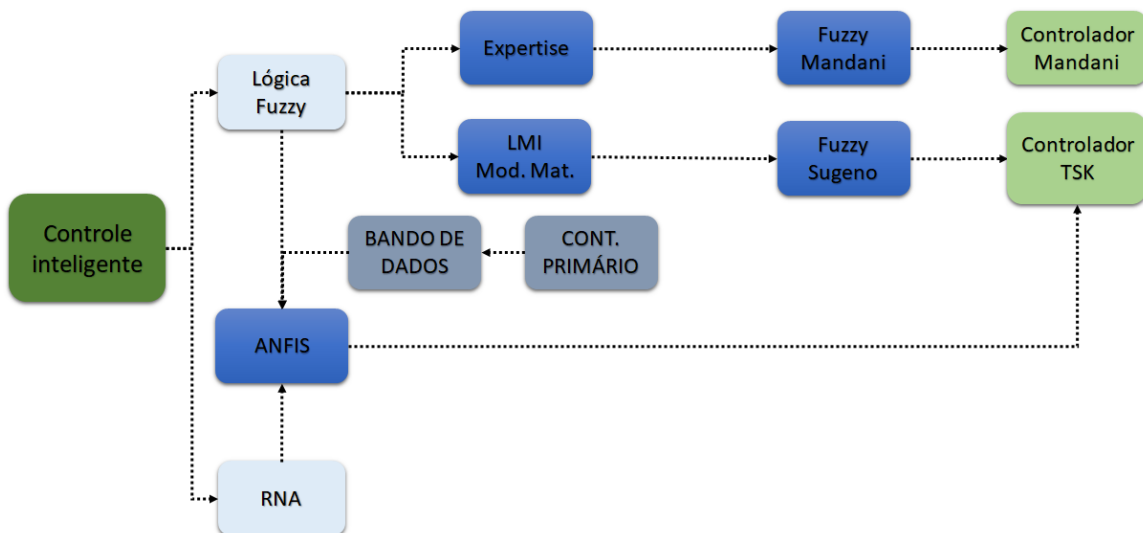 Expertise
Fuzzy
Mandani
Controlador
Mandani
Lógica
Fuzzy
LMI
Mod. Mat.
Fuzzy
Sugeno
Controlador
TSK
Controle
inteligente
BANDO DE
DADOS
CONT.
PRIMÁRIO
ANFIS
RNA